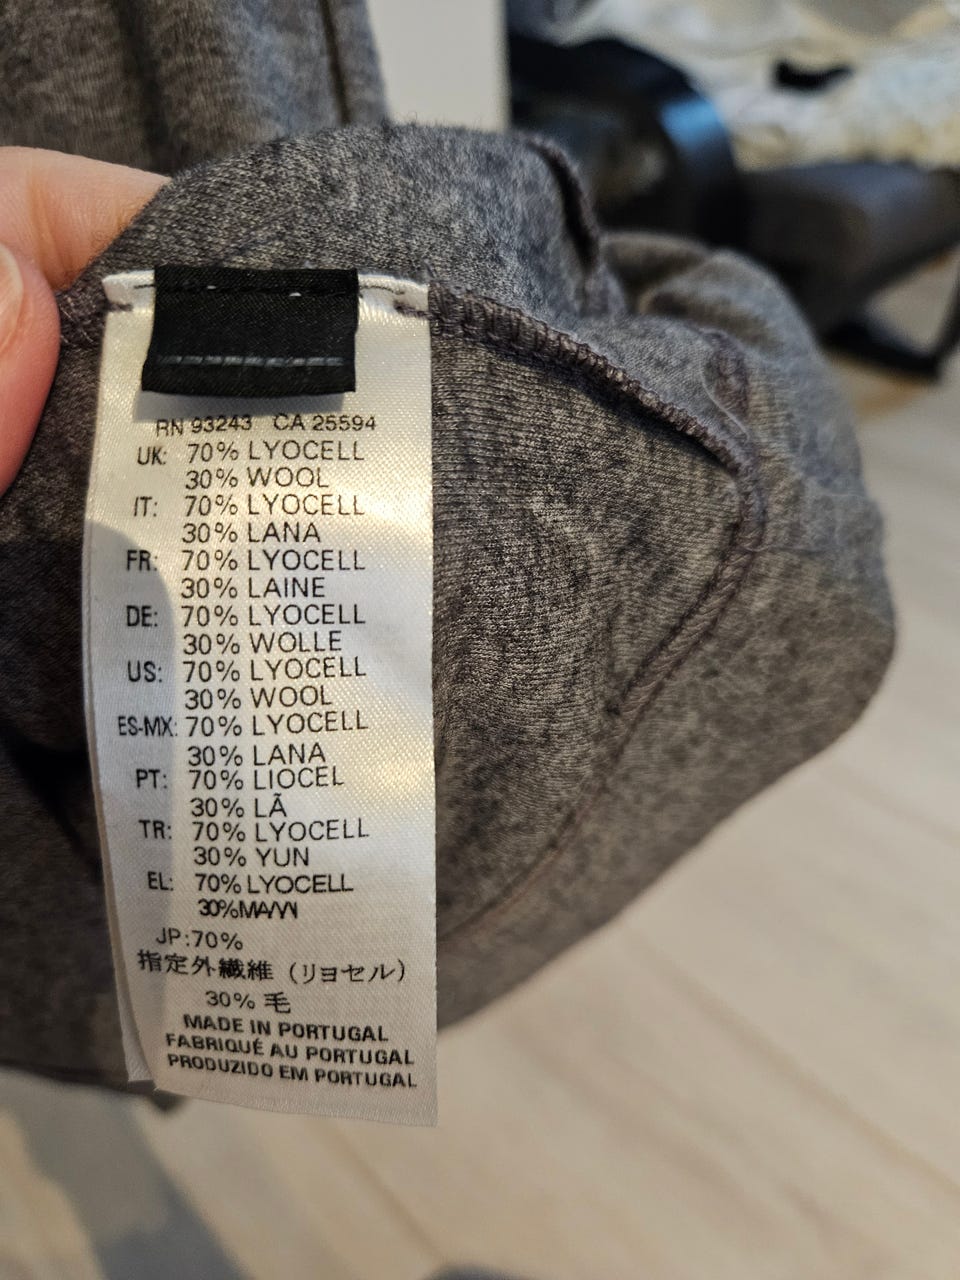 RN 93243 CA 25594
UK: 70% LYOCELL
30% WOOL
IT: 70% LYOCELL
30% LANA
FR: 70% LYOCELL
30% LAINE
DE: 70% LYOCELL
30% WOLLE
US: 70% LYOCELL
30% WOOL
ES-MX: 70% LYOCELL
30% LANA
PT: 70% LIOCEL
30% LÃ
TR: 70% LYOCELL
30% YUN
EL: 70% LYOCELL
30%
JP:70%
指定外繊維 (リヨセル)
30% 毛
MADE IN PORTUGAL
FABRIQUÉ AU PORTUGAL
PRODUZIDO EM PORTUGAL